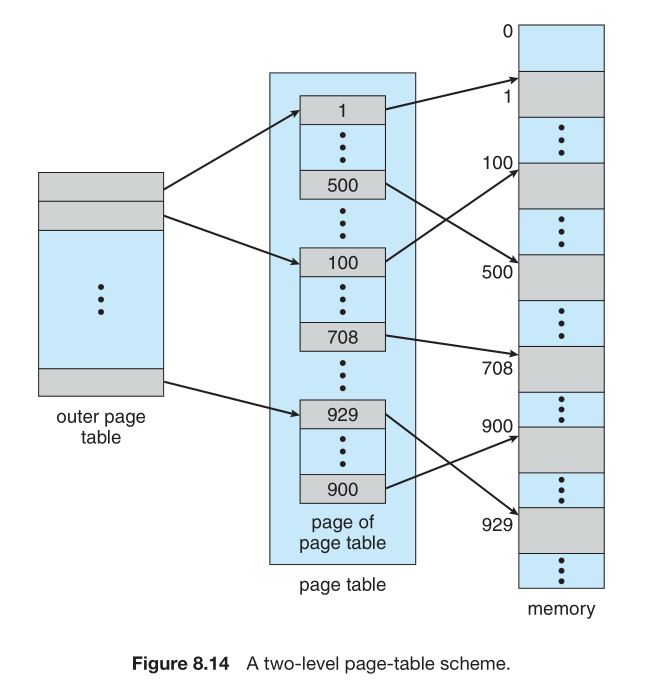 outer page
table
1
500
100
708
929
900
page of
page table
page table
0
1
100
500
708
900
929
memory
Figure 8.14 A two-level page-table scheme.